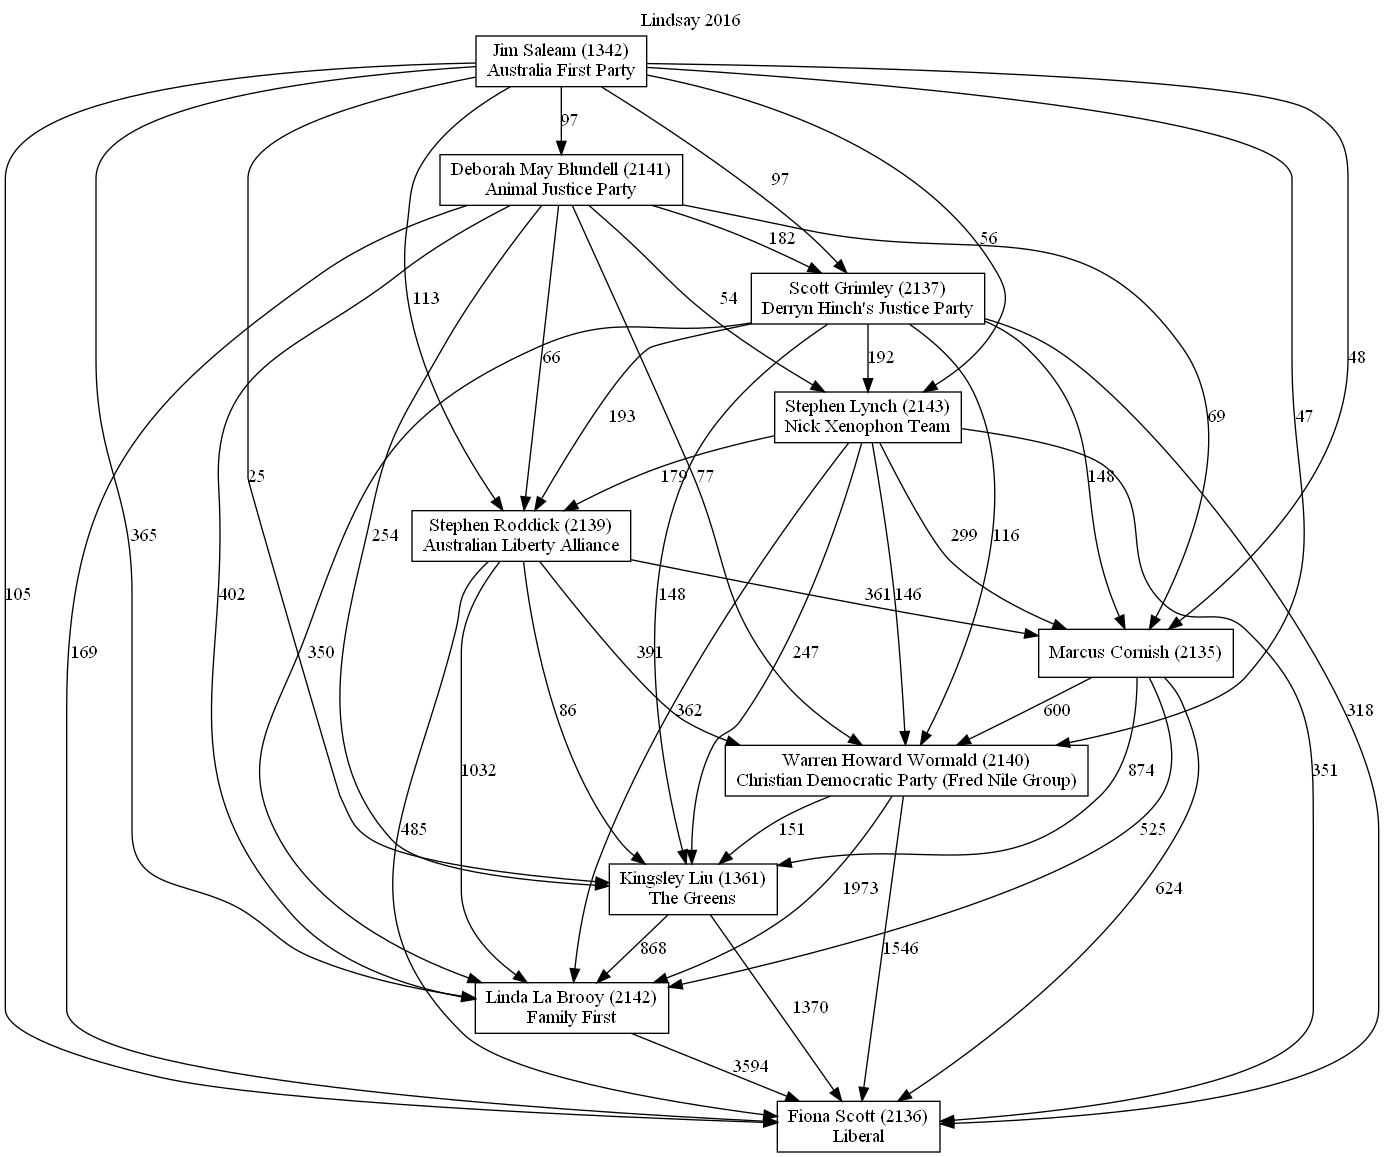 Lindsay 2016
Jim Saleam (1342)
Australia First Party
97
Deborah May Blundell (2141)
Animal Justice Party
97
182
56
Scott Grimley (2137)
Derryn Hinch's Justice Party
113
54
66
192
48
Stephen Lynch (2143)
Nick Xenophon Team
193
69
47
25
179
77
148
Stephen Roddick (2139)
Australian Liberty Alliance
365
254
299
116
105
402
148
361
146
169
350
391
247
Marcus Cornish (2135)
86
362
600
318
Warren Howard Wormald (2140)
Christian Democratic Party (Fred Nile Group)
1032
874
351
485
151
525
Kingsley Liu (1361)
The Greens
1973
624
868
1546
Linda La Brooy (2142)
Family First
1370
3594
Fiona Scott (2136)
Liberal